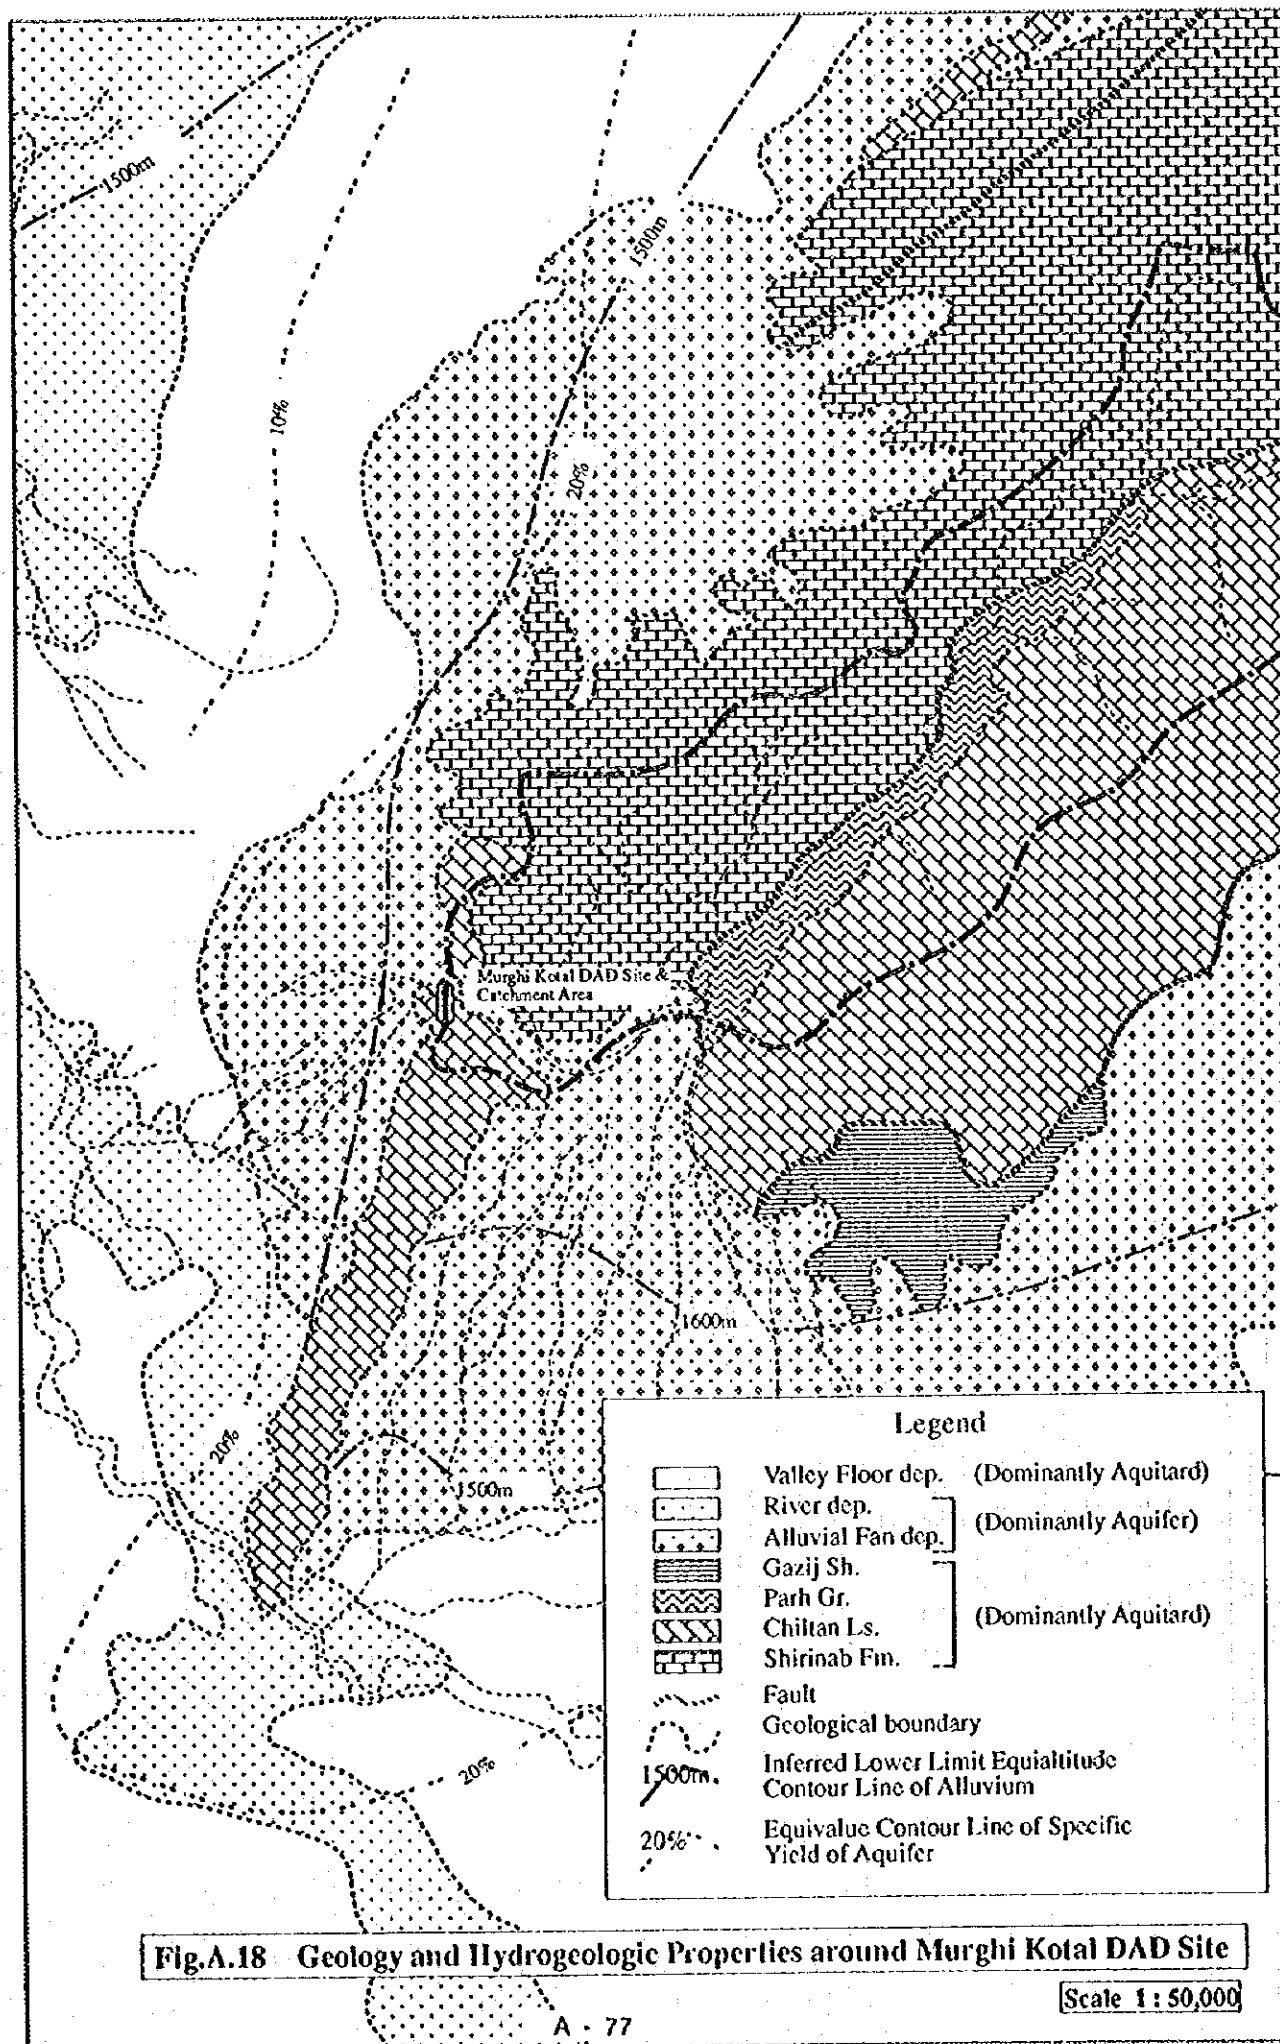 1500m
1500m
10%
20%
Murghi Kotal DAD Site &
Catchment Area
1600m
20%
1500m
20%
Legend
Valley Floor dep. (Dominantly Aquitard)
River dep.
Alluvial Fan dep. (Dominantly Aquifer)
Gazij Sh.
Parh Gr.
Chiltan Ls.
Shirinab Fm.
(Dominantly Aquitard)
Fault
Geological boundary
1500m. Inferred Lower Limit Equialtitude
Contour Line of Alluvium
20% Equivalue Contour Line of Specific
Yield of Aquifer
Fig.A.18 Geology and Hydrogeologic Properties around Murghi Kotal DAD Site
Scale 1 : 50,000
A - 77